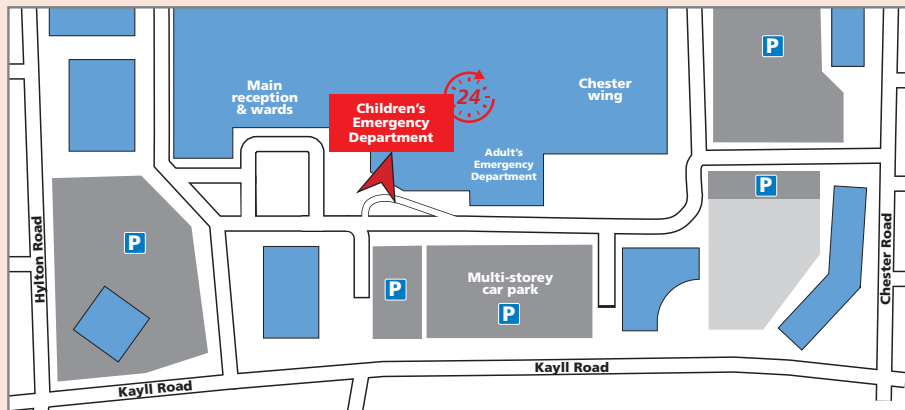 P
Main
reception
& wards
Children's
Emergency
Department
24
Chester
wing
Adult's
Emergency
Department
P
Hylton Road
P
Chester Road
Multi-storey
car park
P
P
Kayll Road
Kayll Road